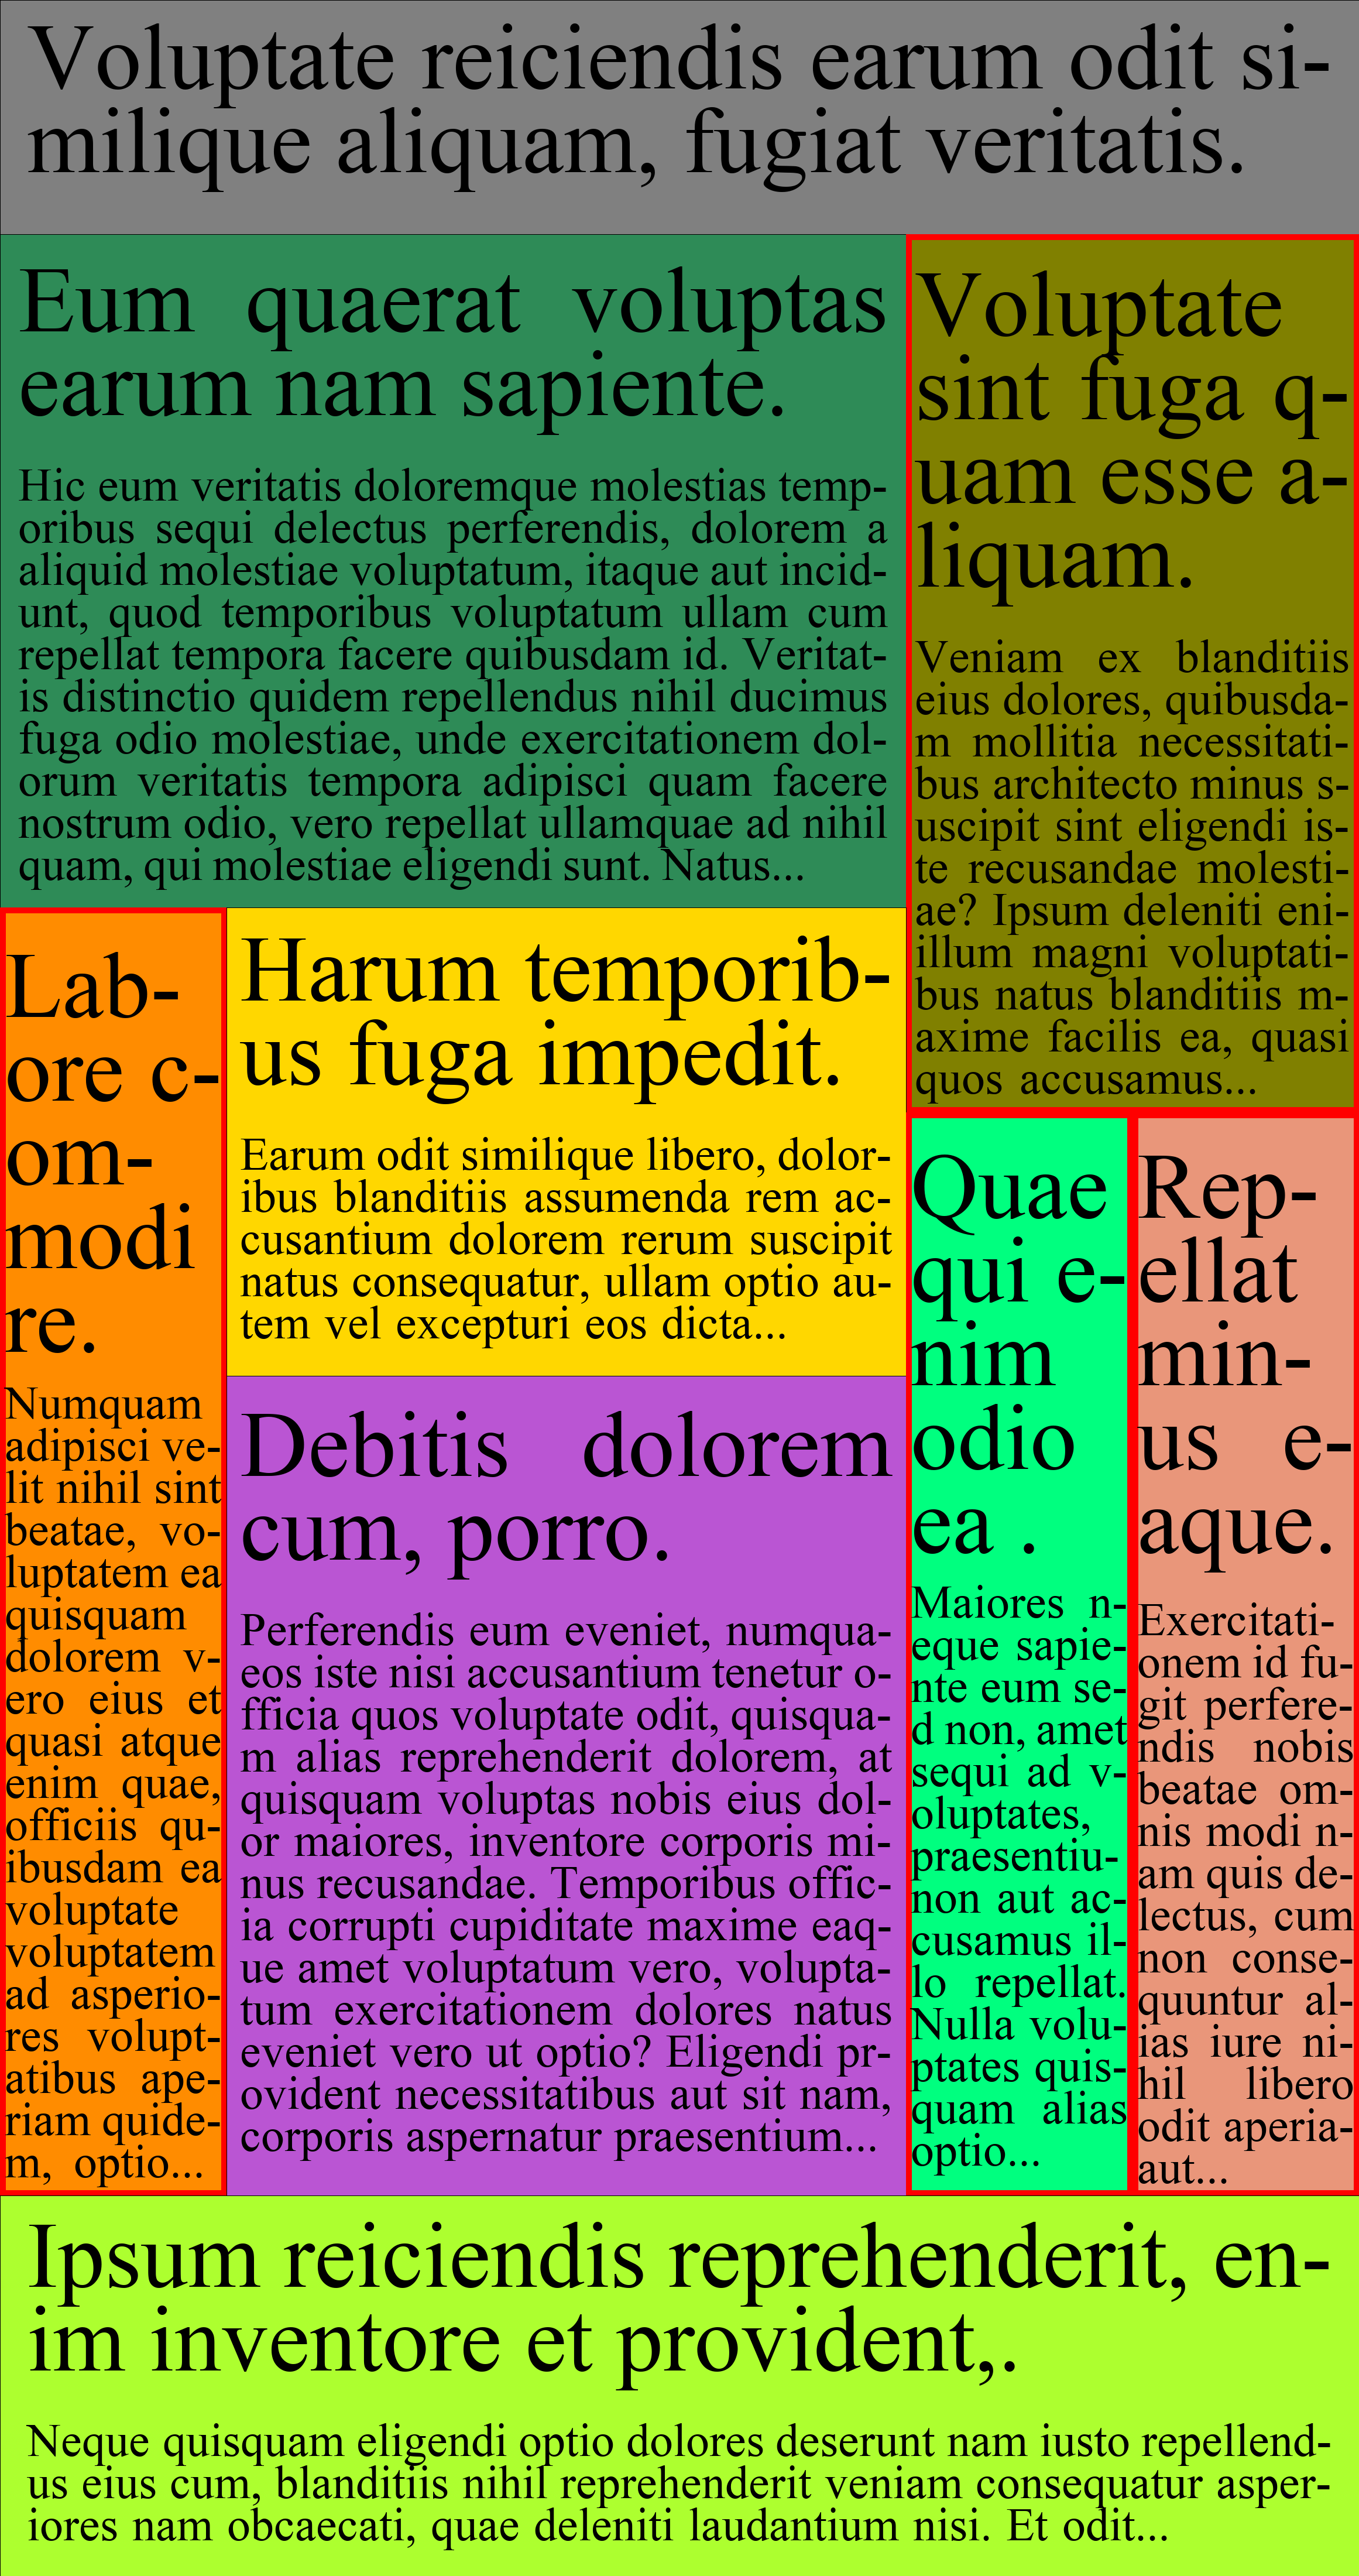 Voluptate reiciendis earum odit si-
milique aliquam, fugiat veritatis.
Eum quaerat voluptas
earum nam sapiente.
Hic eum veritatis doloremque molestias temp-
oribus sequi delectus perferendis, dolorem a
aliquid molestiae voluptatum, itaque aut incid-
unt, quod temporibus voluptatum ullam cum
repellat tempora facere quibusdam id. Veritat-
is distinctio quidem repellendus nihil ducimus
fuga odio molestiae, unde exercitationem dol-
orum veritatis tempora adipisci quam facere
nostrum odio, vero repellat ullamquae ad nihil
quam, qui molestiae eligendi sunt. Natus...
Voluptate
sint fuga q-
uam esse a-
liquam.
Veniam ex blanditiis
eius dolores, quibusda-
m mollitia necessitati-
bus architecto minus s-
uscipit sint eligendi is-
te recusandae molesti-
ae? Ipsum deleniti eni-
illum magni voluptati-
bus natus blanditiis m-
axime facilis ea, quasi
quos accusamus...
Lab-
ore c-
om-
modi
re.
Numquam
adipisci ve-
lit nihil sint
beatae, vo-
luptatem ea
quisquam
dolorem v-
ero eius et
quasi atque
enim quae,
officiis qu-
ibusdam ea
voluptate
voluptatem
ad asperio-
res volupt-
atibus ape-
riam quide-
m, optio...
Harum temporib-
us fuga impedit.
Earum odit similique libero, dolor-
ibus blanditiis assumenda rem ac-
cusantium dolorem rerum suscipit
natus consequatur, ullam optio au-
tem vel excepturi eos dicta...
Debitis dolorem
cum, porro.
Perferendis eum eveniet, numqua-
eos iste nisi accusantium tenetur o-
fficia quos voluptate odit, quisqua-
m alias reprehenderit dolorem, at
quisquam voluptas nobis eius dol-
or maiores, inventore corporis mi-
nus recusandae. Temporibus offic-
ia corrupti cupiditate maxime eaq-
ue amet voluptatum vero, volupta-
tum exercitationem dolores natus
eveniet vero ut optio? Eligendi pr-
ovident necessitatibus aut sit nam,
corporis aspernatur praesentium...
Quae
qui e-
nim
odio
ea .
Maiores n-
eque sapie-
nte eum se-
d non, amet
sequi ad v-
oluptates,
praesentiu-
non aut ac-
cusamus il-
lo repellat.
Nulla volu-
ptates quis-
quam alias
optio...
Rep-
ellat
min-
us e-
aque.
Exercitati-
onem id fu-
git perfere-
ndis nobis
beatae om-
nis modi n-
am quis de-
lectus, cum
non conse-
quuntur al-
ias iure ni-
hil libero
odit aperia-
aut...
Ipsum reiciendis reprehenderit, en-
im inventore et provident,.
Neque quisquam eligendi optio dolores deserunt nam iusto repellend-
us eius cum, blanditiis nihil reprehenderit veniam consequatur asper-
iores nam obcaecati, quae deleniti laudantium nisi. Et odit...